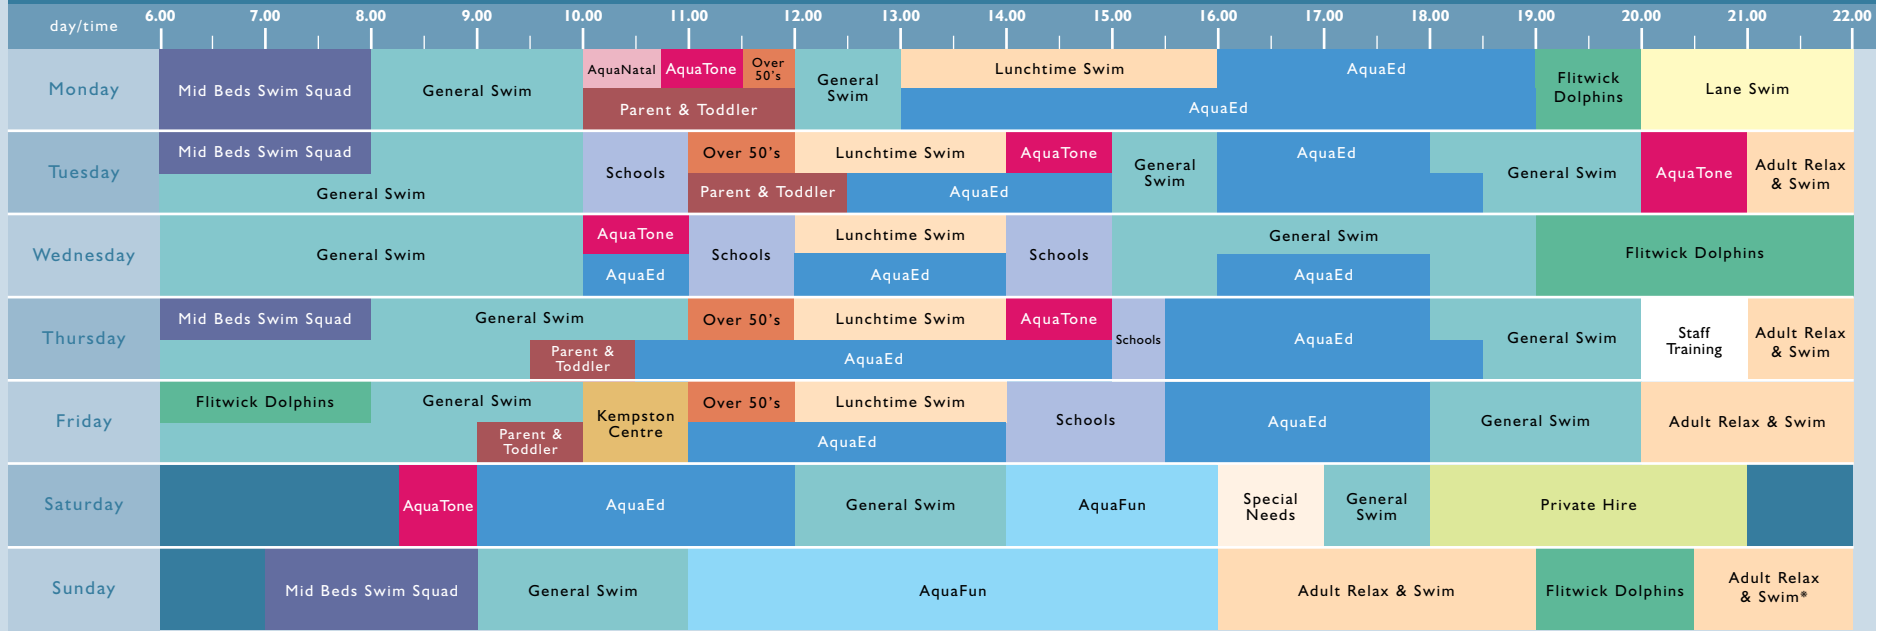 day/time 6.00 7.00 8.00 9.00 10.00 11.00 12.00 13.00 14.00 15.00 16.00 17.00 18.00 19.00 20.00 21.00 22.00
Monday
Mid Beds Swim Squad
General Swim
AquaNatal
AquaTone
Over
50's
Parent & Toddler
General
Swim
Lunchtime Swim
AquaEd
AquaEd
Flitwick
Dolphins
Lane Swim
Tuesday
Mid Beds Swim Squad
General Swim
Schools
Over 50's
Parent & Toddler
Lunchtime Swim
AquaEd
AquaTone
General
Swim
AquaEd
General Swim
AquaTone
Adult Relax
& Swim
Wednesday
General Swim
AquaTone
AquaEd
Schools
Lunchtime Swim
AquaEd
Schools
General Swim
AquaEd
Flitwick Dolphins
Thursday
Mid Beds Swim Squad
General Swim
Parent &
Toddler
Over 50's
Lunchtime Swim
AquaTone
AquaEd
Schools
AquaEd
General Swim
Staff
Training
Adult Relax
& Swim
Friday
Flitwick Dolphins
General Swim
Parent &
Toddler
Kempston
Centre
Over 50's
Lunchtime Swim
AquaEd
Schools
AquaEd
General Swim
Adult Relax & Swim
Saturday
AquaTone
AquaEd
General Swim
AquaFun
Special
Needs
General
Swim
Private Hire
Sunday
Mid Beds Swim Squad
General Swim
AquaFun
Adult Relax & Swim
Flitwick Dolphins
Adult Relax
& Swim*